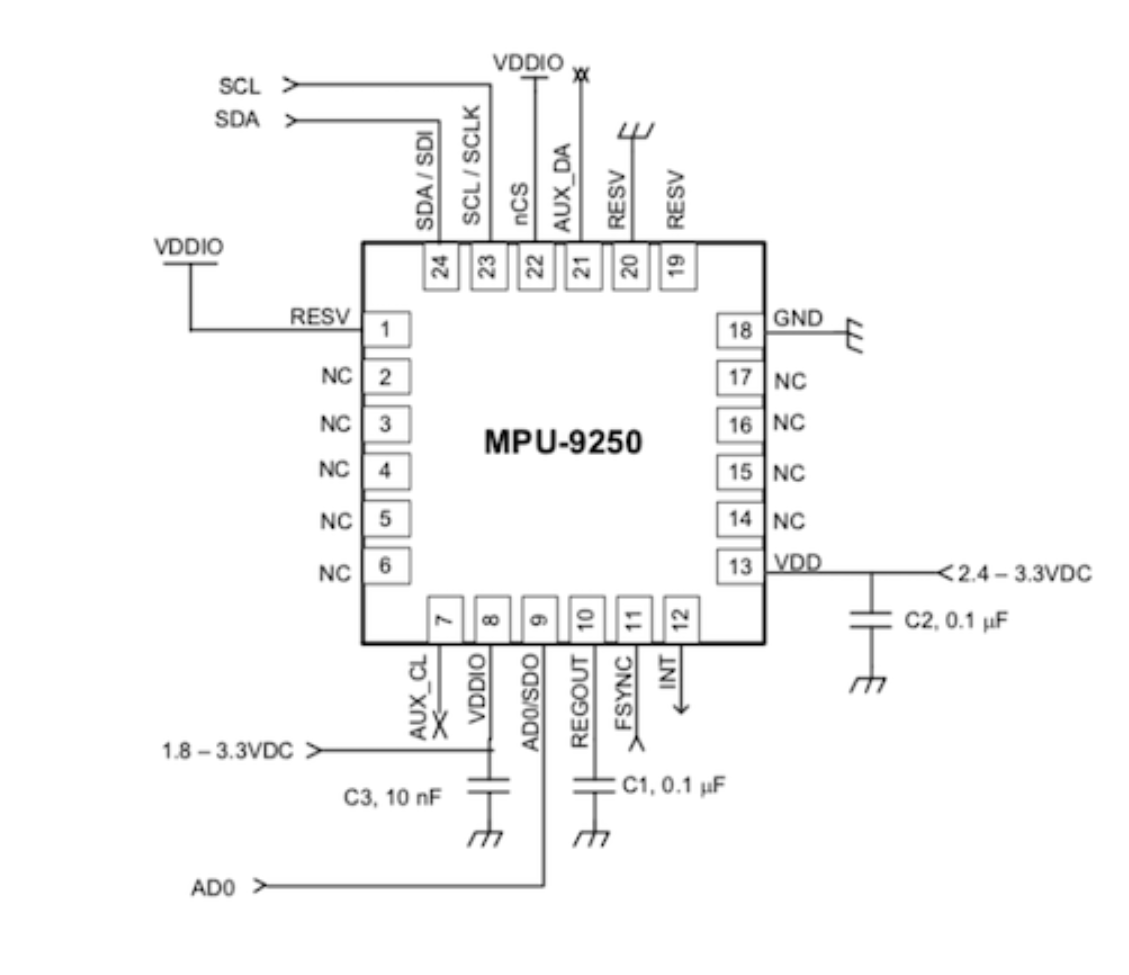 VDDIO
SCL
SDA
SDA / SDI
SCL / SCLK
nCS
AUX_DA
RESV
RESV
24
23
22
21
20
19
VDDIO
RESV
1
18
GND
NC
2
17
NC
NC
3
16
NC
MPU-9250
NC
4
15
NC
NC
5
14
NC
NC
6
13
VDD
2.4 – 3.3VDC
C2, 0.1 µF
7
8
9
10
11
12
AUX_CL
VDDIO
AD0/SDO
REGOUT
FSYNC
INT
1.8 – 3.3VDC
C3, 10 nF
C1, 0.1 µF
AD0